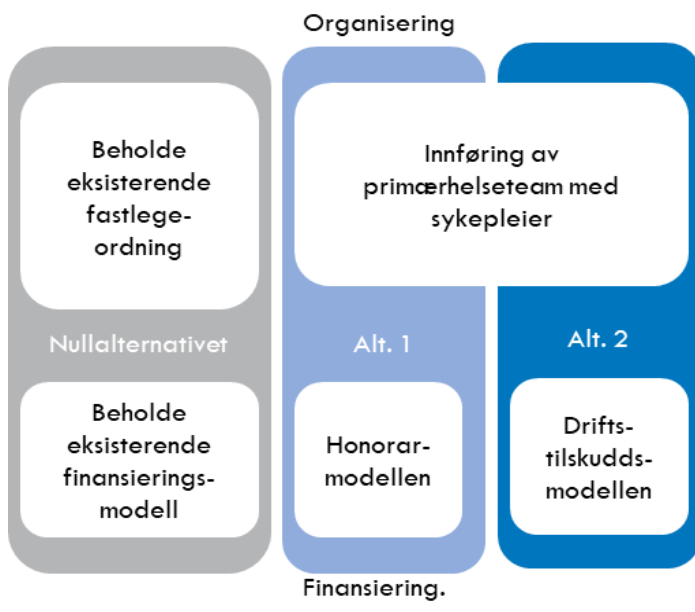 Organisering
Beholde
eksisterende
fastlege-
ordning
Innføring av
primærhelseteam med
sykepleier
Nullalternativet
Alt. 1
Alt. 2
Beholde
eksisterende
finansierings-
modell
Honorar-
modellen
Drifts-
tilskudds-
modellen
Finansiering.